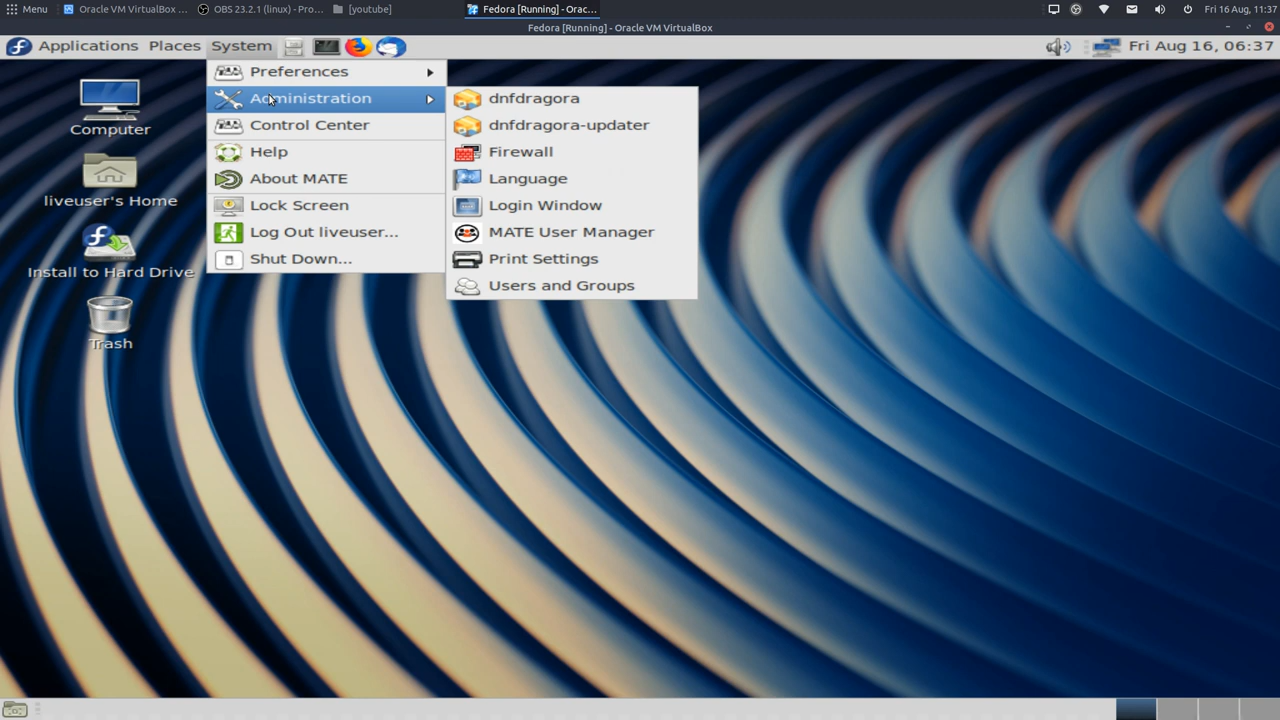 Menu
Oracle VM VirtualBox ...
OBS 23.2.1 (linux) - Pro...
[youtube]
Fedora [Running] - Orac...
Fri 16 Aug, 11:37
Fedora [Running] - Oracle VM VirtualBox
Applications
Places
System
Fri Aug 16, 06:37
Computer
liveuser's Home
Install to Hard Drive
Trash
Preferences
Administration
Control Center
Help
About MATE
Lock Screen
Log Out liveuser...
Shut Down...
dnfdragora
dnfdragora-updater
Firewall
Language
Login Window
MATE User Manager
Print Settings
Users and Groups